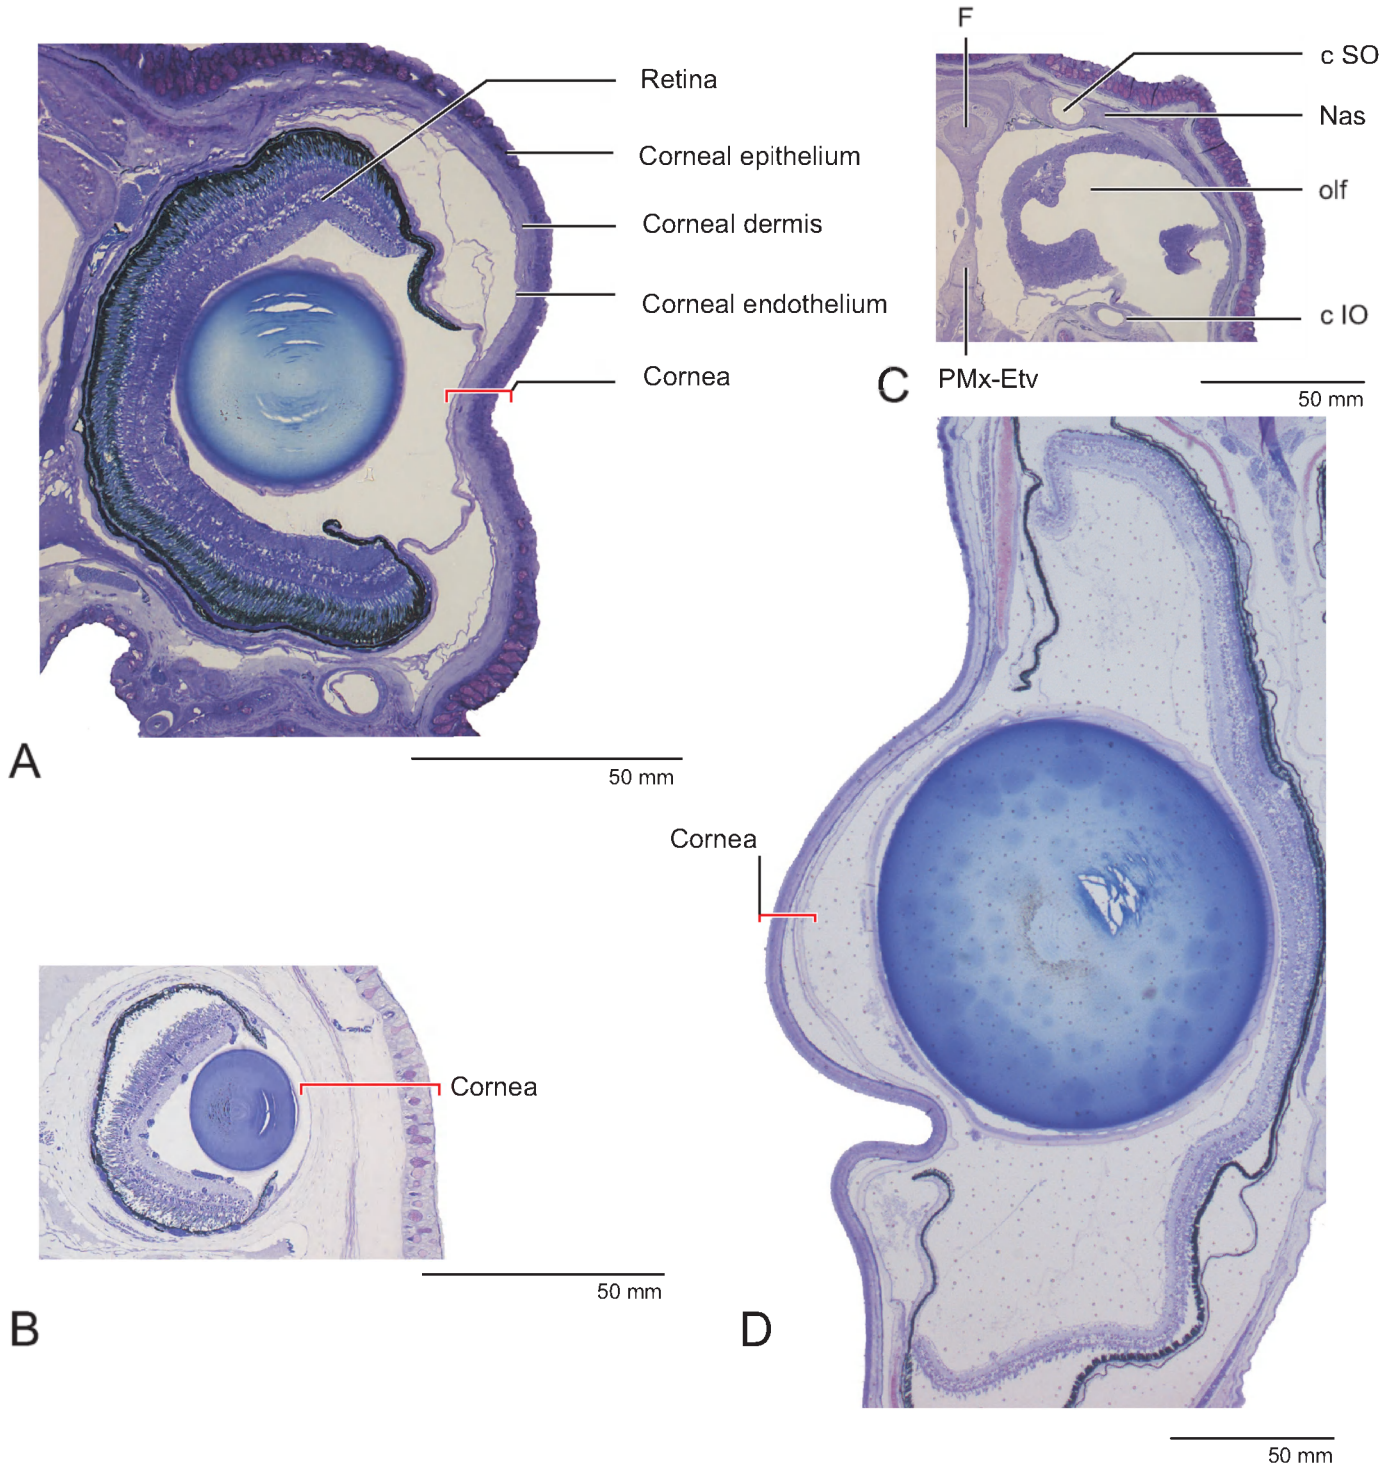 F
c SO
Retina
Nas
Corneal epithelium
olf
Corneal dermis
Corneal endothelium
c IO
Cornea
C
PMx-Etv
50 mm
A
50 mm
Cornea
Cornea
50 mm
B
D
50 mm